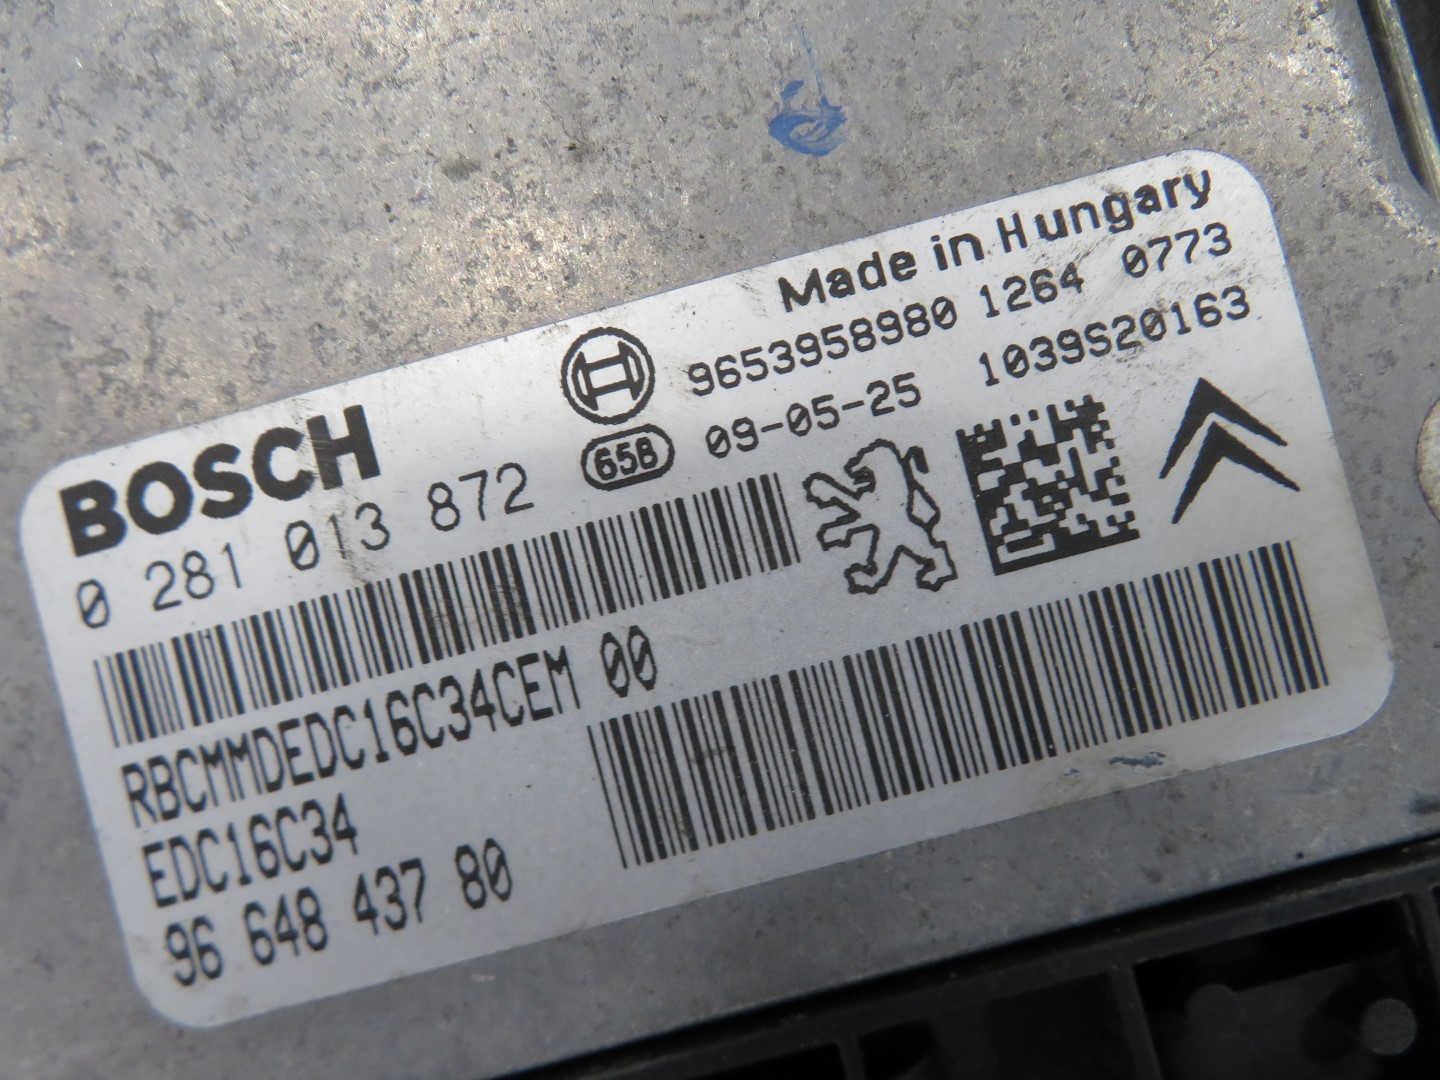 Made in Hungary
9653958980 1264 0773
BOSCH
658
09-05-25
1039S20163
0 281 013 872
RBCMMDEDC16C34CEM 00
EDC16C34
96 648 437 80